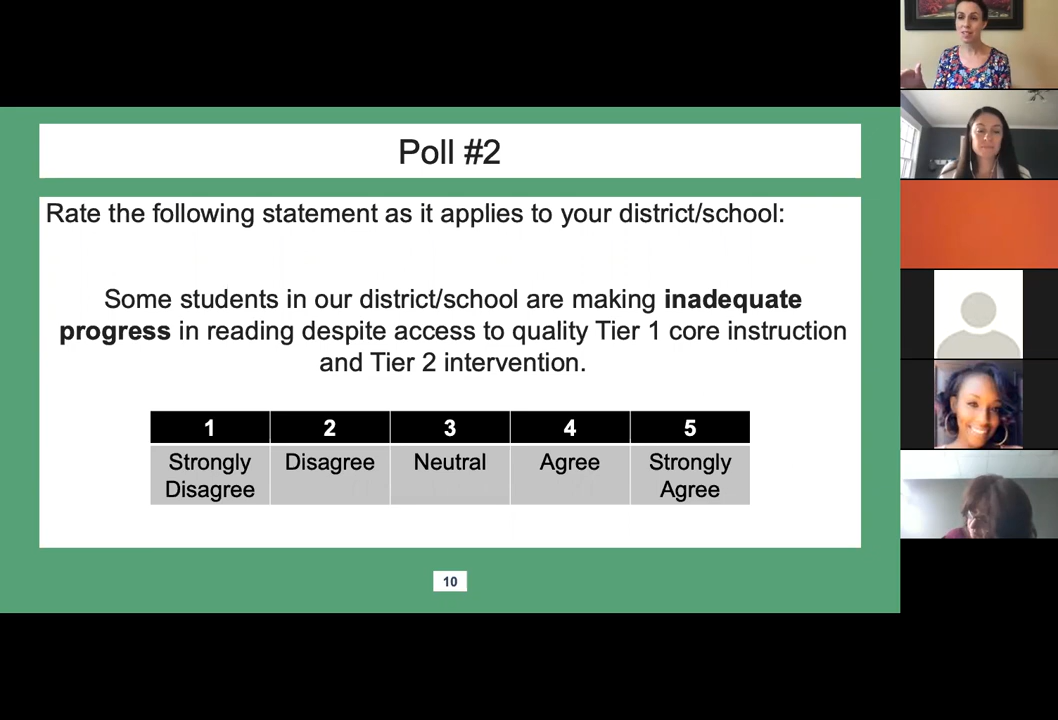 Poll #2
Rate the following statement as it applies to your district/school:
Some students in our district/school are making inadequate
progress in reading despite access to quality Tier 1 core instruction
and Tier 2 intervention.
1 2 3 4 5
Strongly Disagree Neutral Agree Strongly
Disagree Agree
10